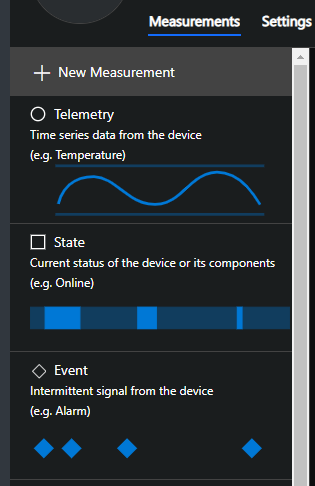 Measurements Settings
New Measurement
Telemetry
Time series data from the device
(e.g. Temperature)
State
Current status of the device or its components
(e.g. Online)
Event
Intermittent signal from the device
(e.g. Alarm)